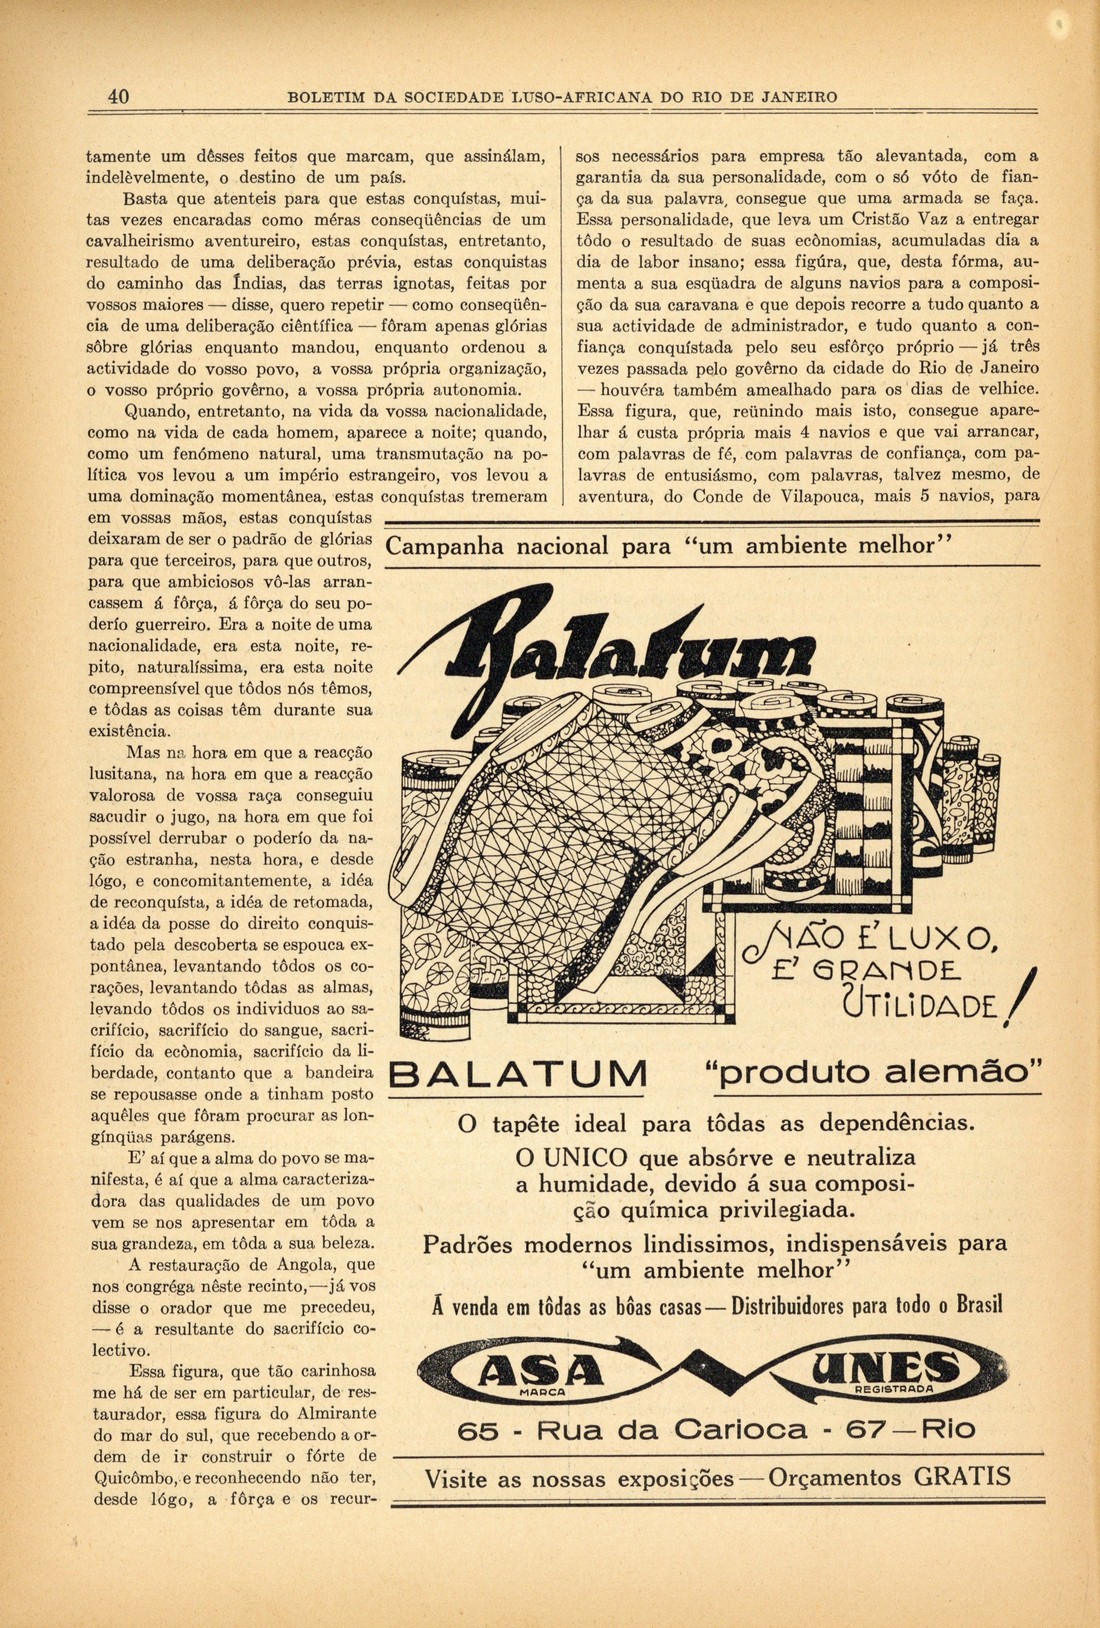 40
BOLETIM DA SOCIEDADE LUSO-AFRICANA DO RIO DE JANEIRO
tamente um dêsses feitos que marcam, que assinálam,
indelèvelmente, o destino de um país.
Basta que atenteis para que estas conquístas, mui-
tas vezes encaradas como méras conseqüências de um
cavalheirismo aventureiro, estas conquístas, entretanto,
resultado de uma deliberação prévia, estas conquistas
do caminho das Índias, das terras ignotas, feitas por
vossos maiores — disse, quero repetir — como conseqüên-
cia de uma deliberação ciêntífica — fôram apenas glórias
sôbre glórias enquanto mandou, enquanto ordenou a
actividade do vosso povo, a vossa própria organização,
o vosso próprio govêrno, a vossa própria autonomia.
Quando, entretanto, na vida da vossa nacionalidade,
como na vida de cada homem, aparece a noite; quando,
como um fenómeno natural, uma transmutação na po-
lítica vos levou a um império estrangeiro, vos levou a
uma dominação momentânea, estas conquístas tremeram
em vossas mãos, estas conquístas
deixaram de ser o padrão de glórias
para que terceiros, para que outros,
para que ambiciosos vô-las arran-
cassem á fôrça, á fôrça do seu po-
derío guerreiro. Era a noite de uma
nacionalidade, era esta noite, re-
pito, naturalíssima, era esta noite
compreensível que tôdos nós têmos,
e tôdas as coisas têm durante sua
existência.
Mas na hora em que a reacção
lusitana, na hora em que a reacção
valorosa de vossa raça conseguiu
sacudir o jugo, na hora em que foi
possível derrubar o poderío da na-
ção estranha, nesta hora, e desde
lógo, e concomitantemente, a idéa
de reconquísta, a idéa de retomada,
a idéa da posse do direito conquis-
tado pela descoberta se espouca ex-
pontânea, levantando tôdos os co-
rações, levantando tôdas as almas,
levando tôdos os individuos ao sa-
crifício, sacrifício do sangue, sacri-
fício da ecònomia, sacrifício da li-
berdade, contanto que a bandeira
se repousasse onde a tinham posto
aquêles que fôram procurar as lon-
gínqüas parágens.
E' aí que a alma do povo se ma-
nifesta, é aí que a alma caracteriza-
dora das qualidades de um povo
vem se nos apresentar em tôda a
sua grandeza, em tôda a sua beleza.
A restauração de Angola, que
nos congréga nêste recinto,—já vos
disse o orador que me precedeu,
— é a resultante do sacrifício co-
lectivo.
Essa figura, que tão carinhosa
me há de ser em particular, de res-
taurador, essa figura do Almirante
do mar do sul, que recebendo a or-
dem de ir construir o fórte de
Quicômbo, e reconhecendo não ter,
desde lógo, a fôrça e os recur-
sos necessários para empresa tão alevantada, com a
garantia da sua personalidade, com o só vóto de fian-
ça da sua palavra, consegue que uma armada se faça.
Essa personalidade, que leva um Cristão Vaz a entregar
tôdo o resultado de suas ecònomias, acumuladas dia a
dia de labor insano; essa figúra, que, desta fórma, au-
menta a sua esqüadra de alguns navios para a composi-
ção da sua caravana e que depois recorre a tudo quanto a
sua actividade de administrador, e tudo quanto a con-
fiança conquístada pelo seu esfôrço próprio — já três
vezes passada pelo govêrno da cidade do Rio de Janeiro
— houvéra também amealhado para os dias de velhice.
Essa figura, que, reünindo mais isto, consegue apare-
lhar á custa própria mais 4 navios e que vai arrancar,
com palavras de fé, com palavras de confiança, com pa-
lavras de entusiásmo, com palavras, talvez mesmo, de
aventura, do Conde de Vilapouca, mais 5 navios, para
Campanha nacional para “um ambiente melhor”
Balatum
NÃO E' LUXO,
E' GRANDE
UTILIDADE!
BALATUM “produto alemão”
O tapête ideal para tôdas as dependências.
O UNICO que absórve e neutraliza
a humidade, devido á sua composi-
ção química privilegiada.
Padrões modernos lindissimos, indispensáveis para
“um ambiente melhor”
Á venda em tôdas as bôas casas — Distribuidores para todo o Brasil
ASA NUNES
MARCA REGISTRADA
65 - Rua da Carioca - 67 — Rio
Visite as nossas exposições — Orçamentos GRATIS